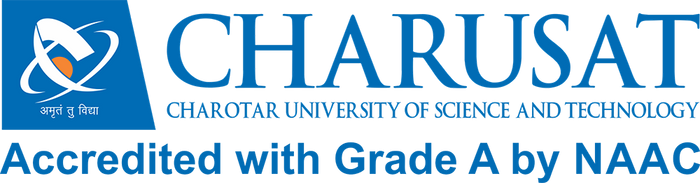 CHARUSAT
CHAROTAR UNIVERSITY OF SCIENCE AND TECHNOLOGY
अमृतं तु विद्या
Accredited with Grade A by NAAC